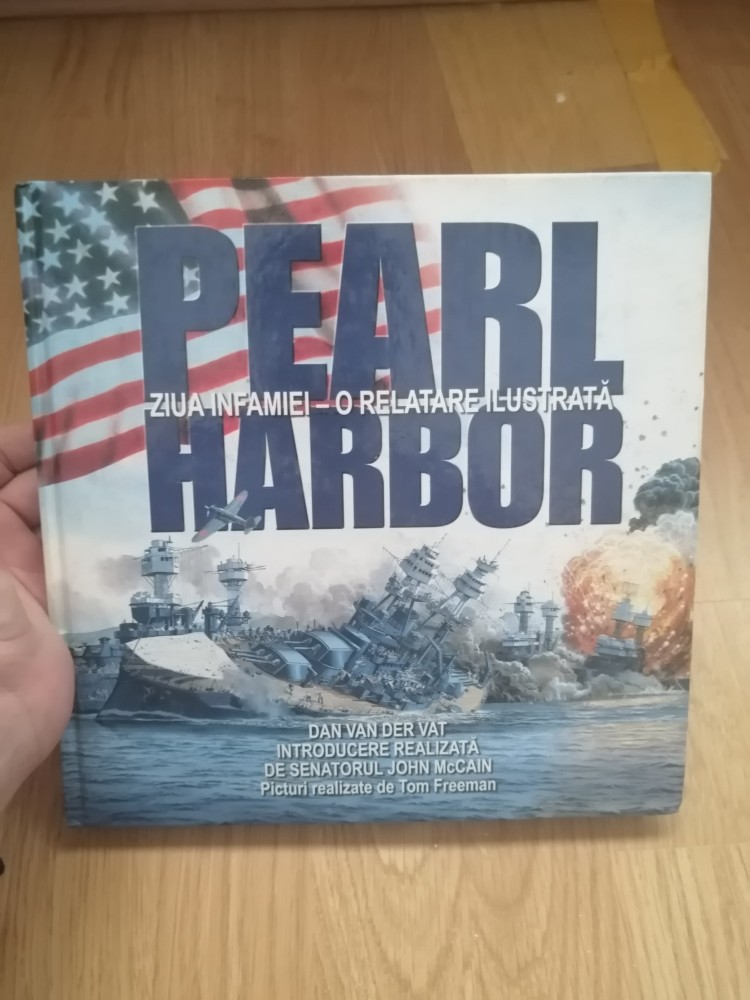 PEARL
ZIUA INFAMIEI – O RELATARE ILUSTRATĂ
HARBOR
DAN VAN DER VAT
INTRODUCERE REALIZATĂ
DE SENATORUL JOHN McCAIN
Picturi realizate de Tom Freeman